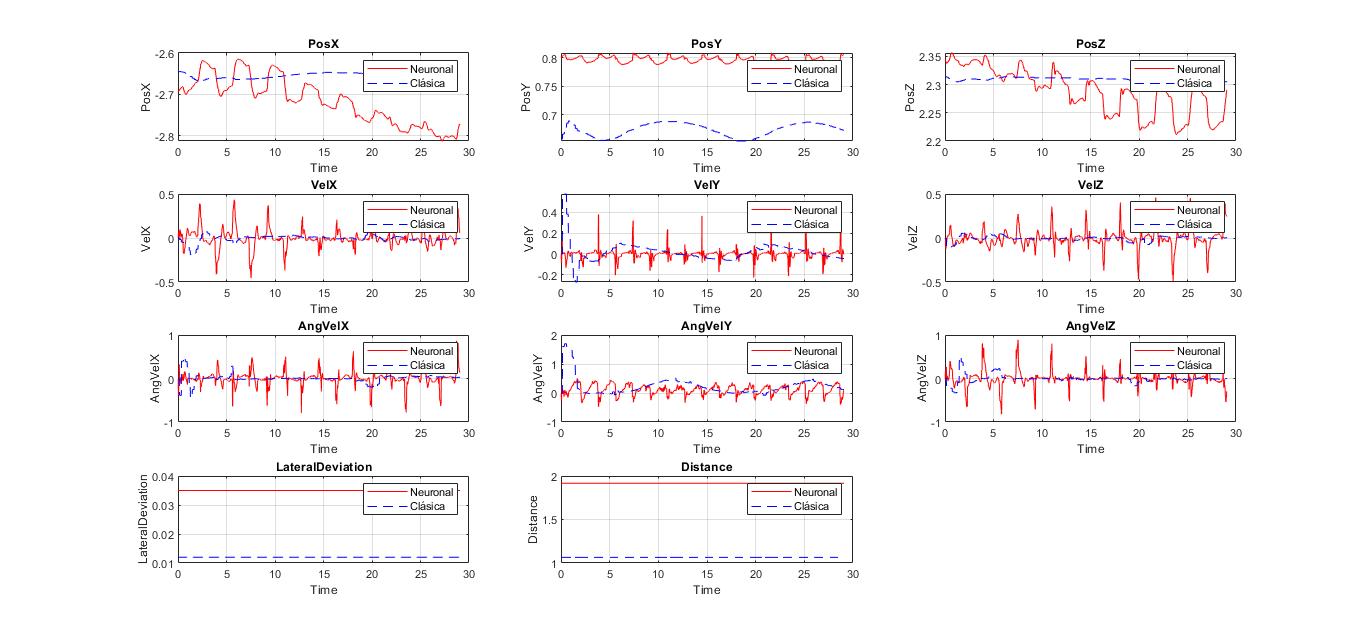 PosX
PosX
-2.6
-2.7
-2.8
Neuronal
Clásica
0 5 10 15 20 25 30
Time
PosY
PosY
0.8
0.75
0.7
Neuronal
Clásica
0 5 10 15 20 25 30
Time
PosZ
PosZ
2.35
2.3
2.25
2.2
Neuronal
Clásica
0 5 10 15 20 25 30
Time
VelX
VelX
0.5
0
-0.5
Neuronal
Clásica
0 5 10 15 20 25 30
Time
VelY
VelY
0.4
0.2
0
-0.2
Neuronal
Clásica
0 5 10 15 20 25 30
Time
VelZ
VelZ
0.5
0
-0.5
Neuronal
Clásica
0 5 10 15 20 25 30
Time
AngVelX
AngVelX
1
0
-1
Neuronal
Clásica
0 5 10 15 20 25 30
Time
AngVelY
AngVelY
2
1
0
-1
Neuronal
Clásica
0 5 10 15 20 25 30
Time
AngVelZ
AngVelZ
1
0
-1
Neuronal
Clásica
0 5 10 15 20 25 30
Time
LateralDeviation
LateralDeviation
0.04
0.03
0.02
0.01
Neuronal
Clásica
0 5 10 15 20 25 30
Time
Distance
Distance
2
1.5
1
Neuronal
Clásica
0 5 10 15 20 25 30
Time